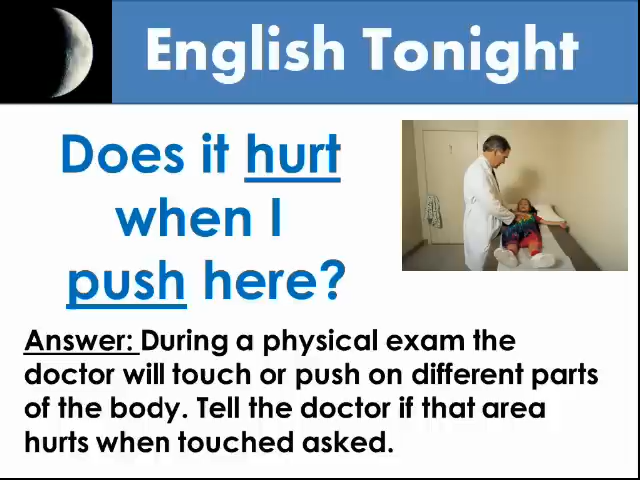 English Tonight
Does it hurt
when I
push here?
Answer: During a physical exam the
doctor will touch or push on different parts
of the body. Tell the doctor if that area
hurts when touched asked.